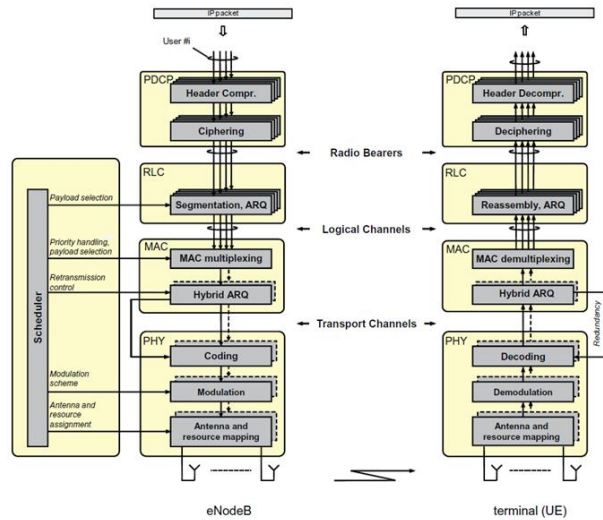 IP packet
IP packet
User #i
PDCP
Header Compr.
Ciphering
PDCP
Header Decompr.
Deciphering
Radio Bearers
RLC
Segmentation, ARQ
RLC
Reassembly, ARQ
Logical Channels
MAC
MAC multiplexing
Hybrid ARQ
MAC
MAC demultiplexing
Hybrid ARQ
Transport Channels
Redundancy
PHY
Coding
Modulation
Antenna and
resource mapping
PHY
Decoding
Demodulation
Antenna and
resource mapping
Scheduler
Payload selection
Priority handling,
payload selection
Retransmission
control
Modulation
scheme
Antenna and
resource
assignment
eNodeB
terminal (UE)